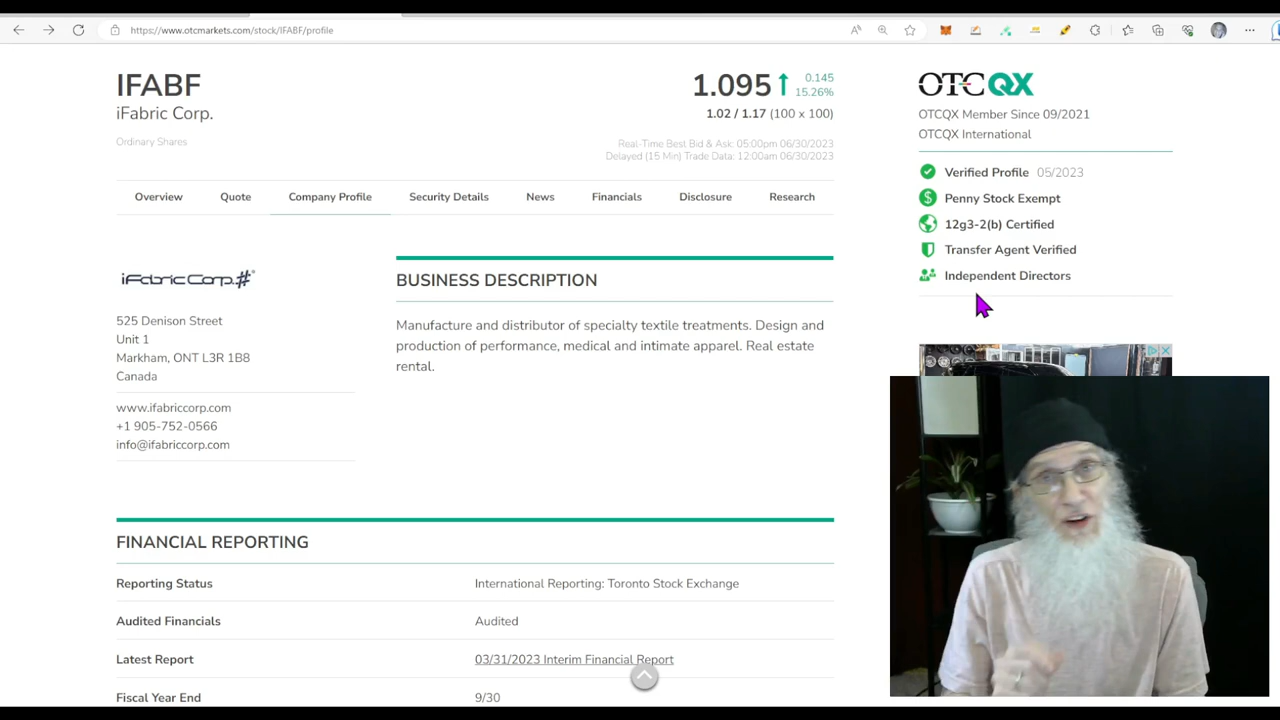 https://www.otcmarkets.com/stock/IFABF/profile
IFABF
iFabric Corp.
Ordinary Shares
1.095
0.145
15.26%
1.02 / 1.17 (100 x 100)
Real-Time Best Bid & Ask: 05:00pm 06/30/2023
Delayed (15 Min) Trade Data: 12:00am 06/30/2023
Overview Quote Company Profile Security Details News Financials Disclosure Research
OTCQX
OTCQX Member Since 09/2021
OTCQX International
Verified Profile 05/2023
Penny Stock Exempt
12g3-2(b) Certified
Transfer Agent Verified
Independent Directors
iFabric Corp.
525 Denison Street
Unit 1
Markham, ONT L3R 1B8
Canada
www.ifabriccorp.com
+1 905-752-0566
info@ifabriccorp.com
BUSINESS DESCRIPTION
Manufacture and distributor of specialty textile treatments. Design and
production of performance, medical and intimate apparel. Real estate
rental.
FINANCIAL REPORTING
Reporting Status International Reporting: Toronto Stock Exchange
Audited Financials Audited
Latest Report 03/31/2023 Interim Financial Report
Fiscal Year End 9/30